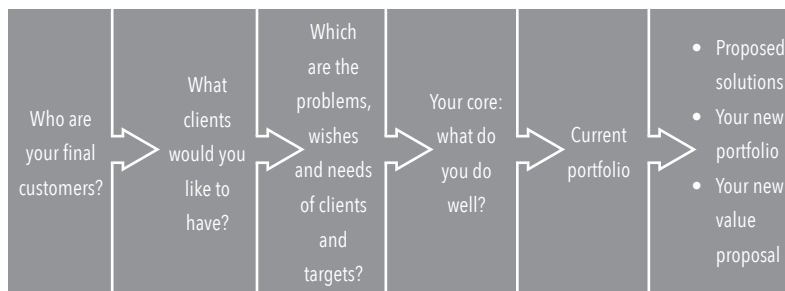 Who are
your final
customers?
What
clients
would you
like to
have?
Which
are the
problems,
wishes
and needs
of clients
and
targets?
Your core:
what do
you do
well?
Current
portfolio
• Proposed
solutions
• Your new
portfolio
• Your new
value
proposal